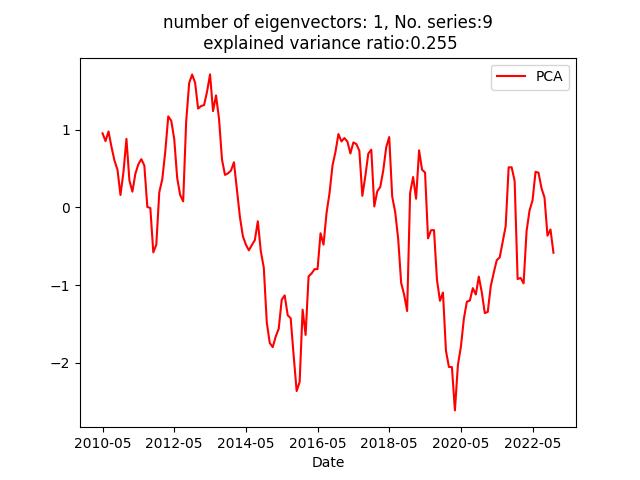 number of eigenvectors: 1, No. series:9
explained variance ratio:0.255
PCA
1
0
−1
−2
2010-05 2012-05 2014-05 2016-05 2018-05 2020-05 2022-05
Date